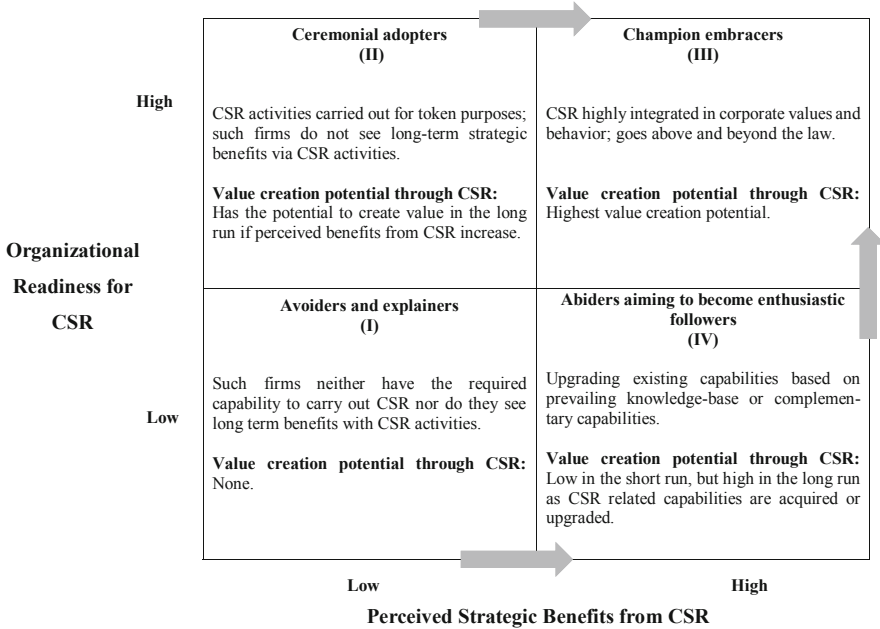 Ceremonial adopters
(II)
CSR activities carried out for token purposes;
such firms do not see long-term strategic
benefits via CSR activities.
Value creation potential through CSR:
Has the potential to create value in the long
run if perceived benefits from CSR increase.
Champion embracers
(III)
CSR highly integrated in corporate values and
behavior; goes above and beyond the law.
Value creation potential through CSR:
Highest value creation potential.
High
Organizational
Readiness for
CSR
Low
Avoiders and explainers
(I)
Such firms neither have the required
capability to carry out CSR nor do they see
long term benefits with CSR activities.
Value creation potential through CSR:
None.
Abiders aiming to become enthusiastic
followers
(IV)
Upgrading existing capabilities based on
prevailing knowledge-base or complemen-
tary capabilities.
Value creation potential through CSR:
Low in the short run, but high in the long run
as CSR related capabilities are acquired or
upgraded.
Low
High
Perceived Strategic Benefits from CSR